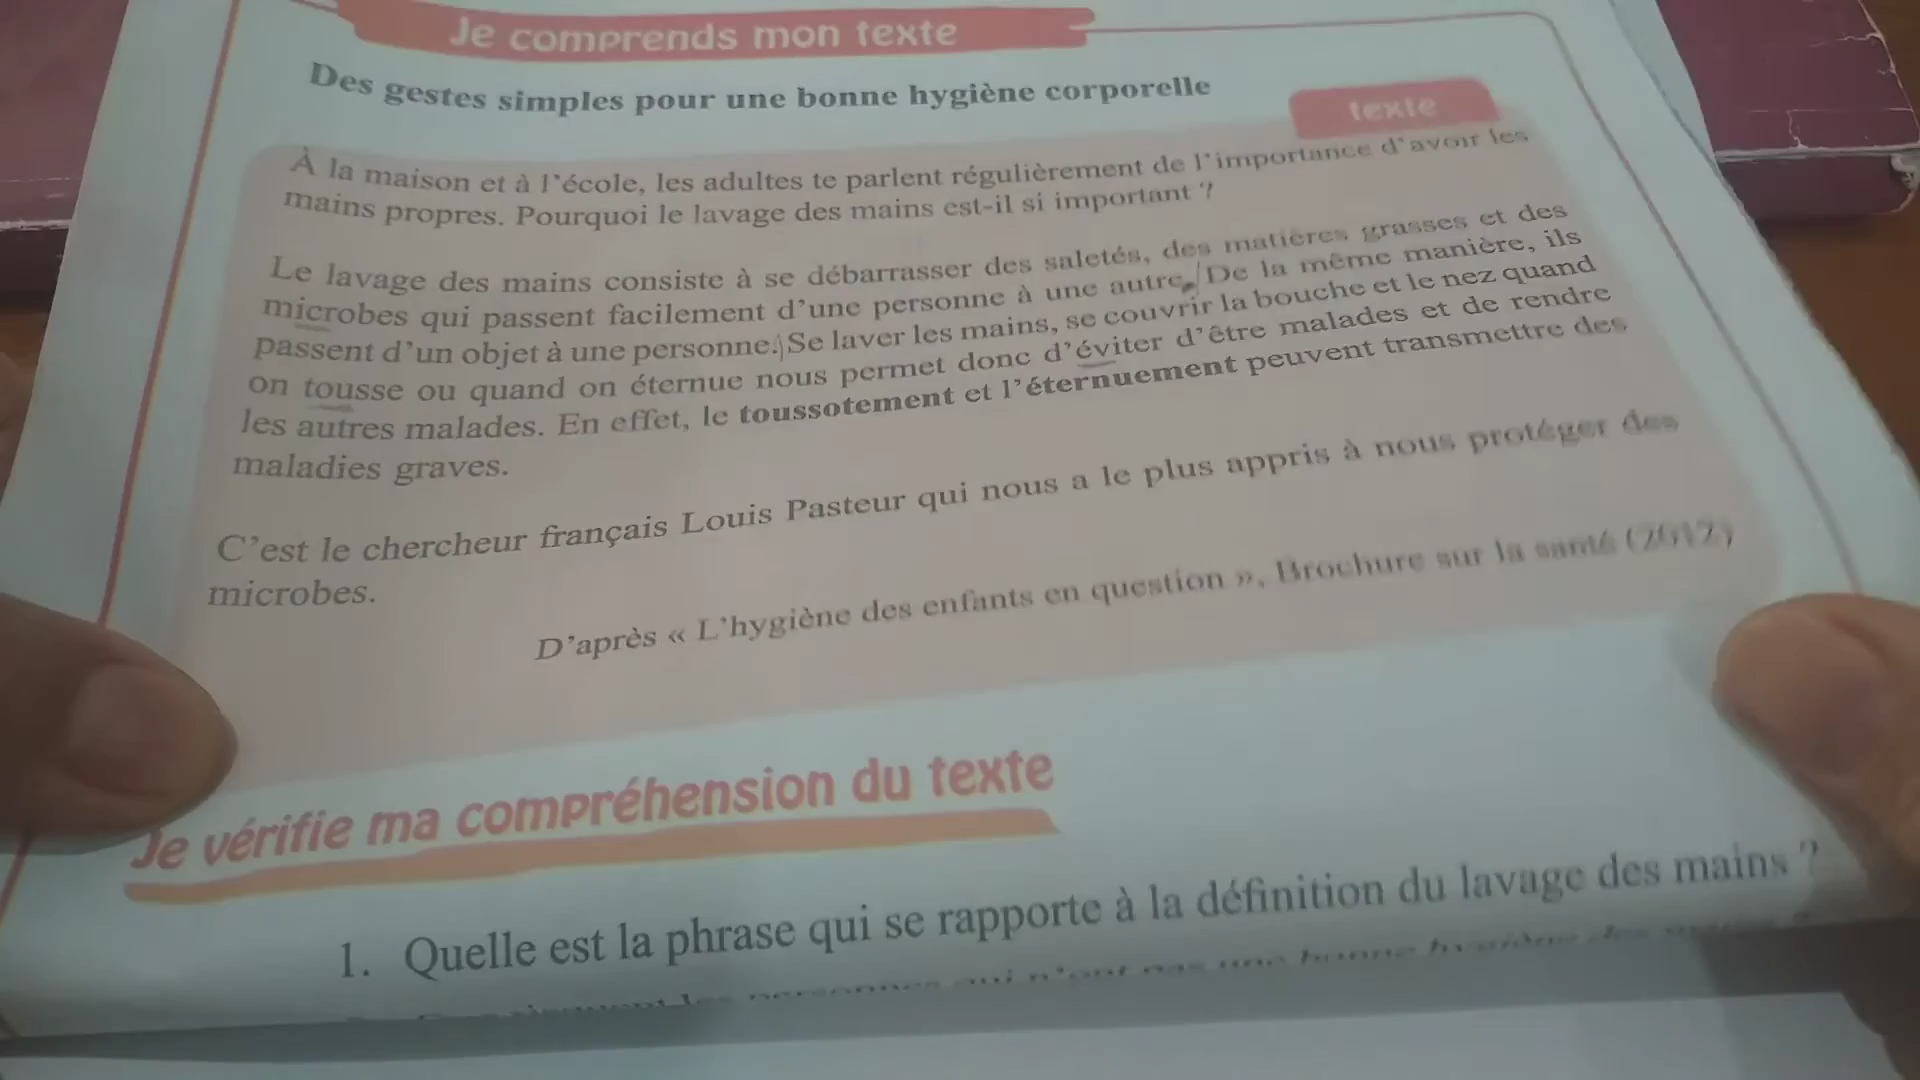 Je comprends mon texte
Des gestes simples pour une bonne hygiène corporelle
texte
À la maison et à l'école, les adultes te parlent régulièrement de l'importance d'avoir les
mains propres. Pourquoi le lavage des mains est-il si important ?
Le lavage des mains consiste à se débarrasser des saletés, des matières grasses et des
microbes qui passent facilement d'une personne à une autre. De la même manière, ils
passent d'un objet à une personne. Se laver les mains, se couvrir la bouche et le nez quand
on tousse ou quand on éternue nous permet donc d'éviter d'être malades et de rendre
les autres malades. En effet, le toussotement et l'éternuement peuvent transmettre des
maladies graves.
C'est le chercheur français Louis Pasteur qui nous a le plus appris à nous protéger des
microbes.
D'après « L'hygiène des enfants en question », Brochure sur la santé (2012)
Je vérifie ma compréhension du texte
1. Quelle est la phrase qui se rapporte à la définition du lavage des mains ?